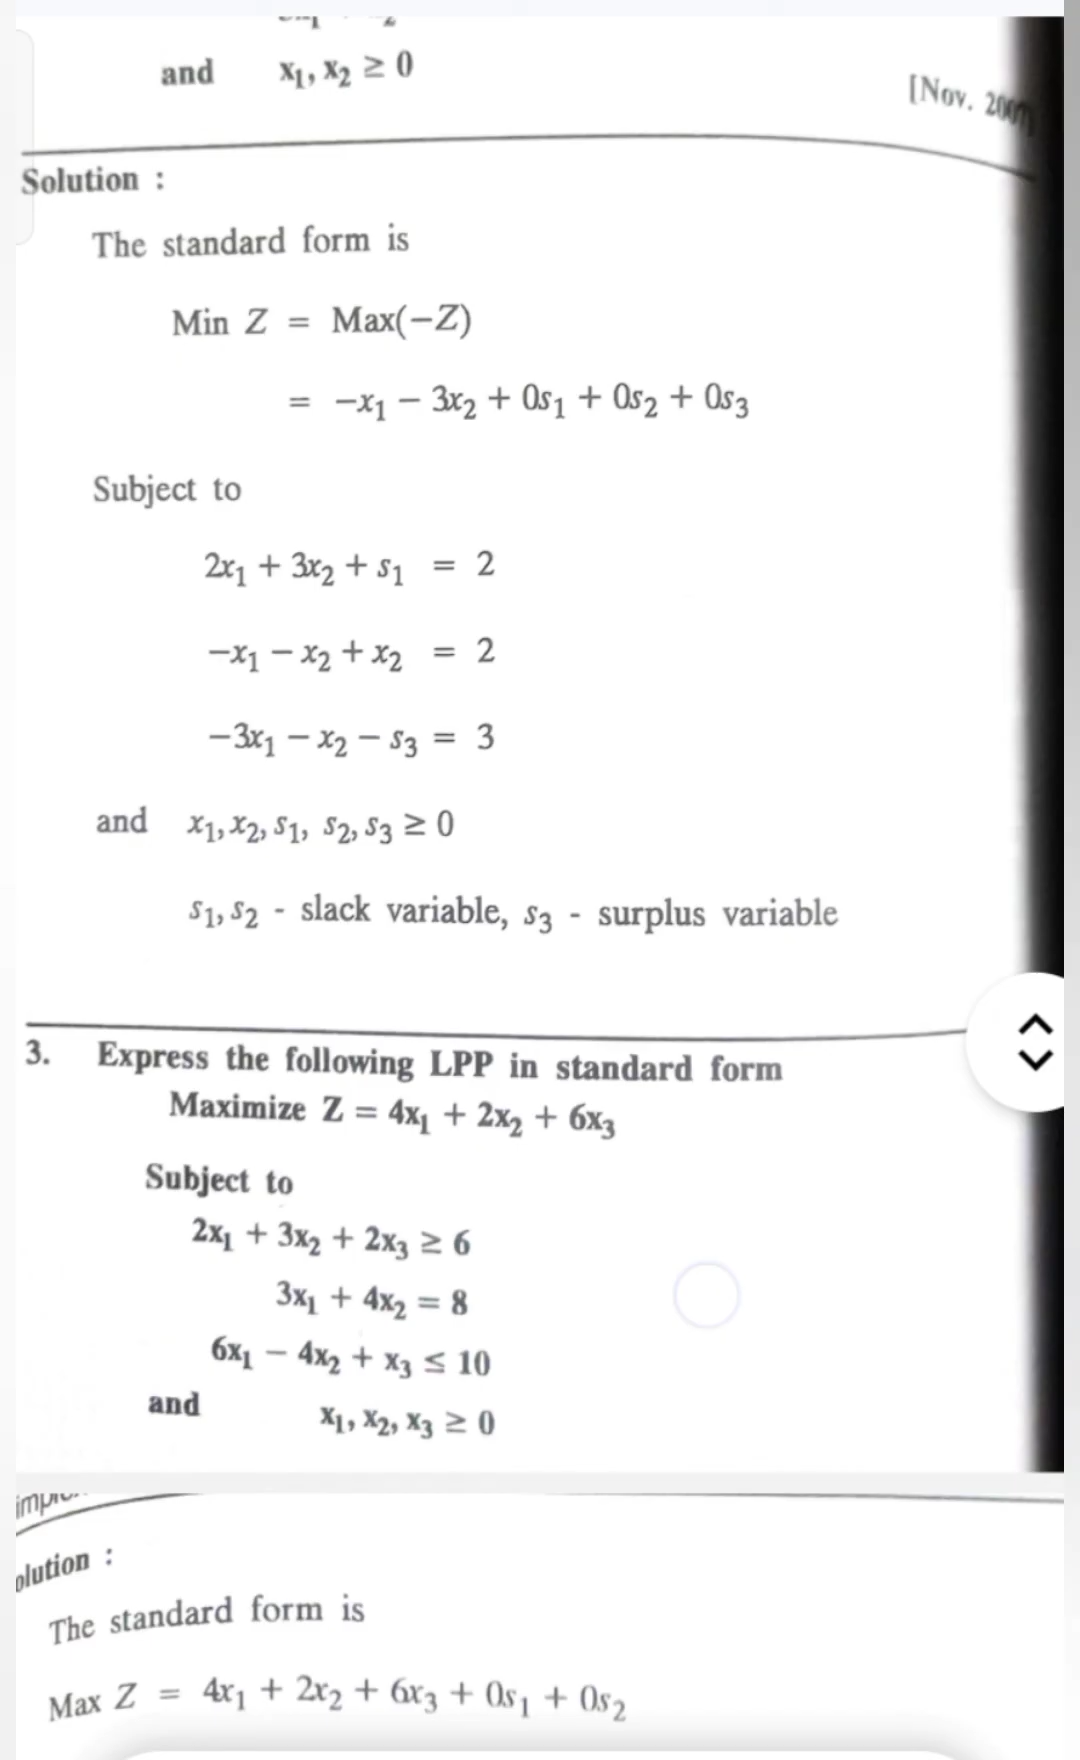 and x₁, x₂ ≥ 0
[Nov. 2007]
Solution :
The standard form is
Min Z = Max(−Z)
= −x₁ − 3x₂ + 0s₁ + 0s₂ + 0s₃
Subject to
2x₁ + 3x₂ + s₁ = 2
−x₁ − x₂ + x₂ = 2
−3x₁ − x₂ − s₃ = 3
and x₁, x₂, s₁, s₂, s₃ ≥ 0
s₁, s₂ - slack variable, s₃ - surplus variable
3. Express the following LPP in standard form
Maximize Z = 4x₁ + 2x₂ + 6x₃
Subject to
2x₁ + 3x₂ + 2x₃ ≥ 6
3x₁ + 4x₂ = 8
6x₁ − 4x₂ + x₃ ≤ 10
and x₁, x₂, x₃ ≥ 0
olution :
The standard form is
Max Z = 4x₁ + 2x₂ + 6x₃ + 0s₁ + 0s₂